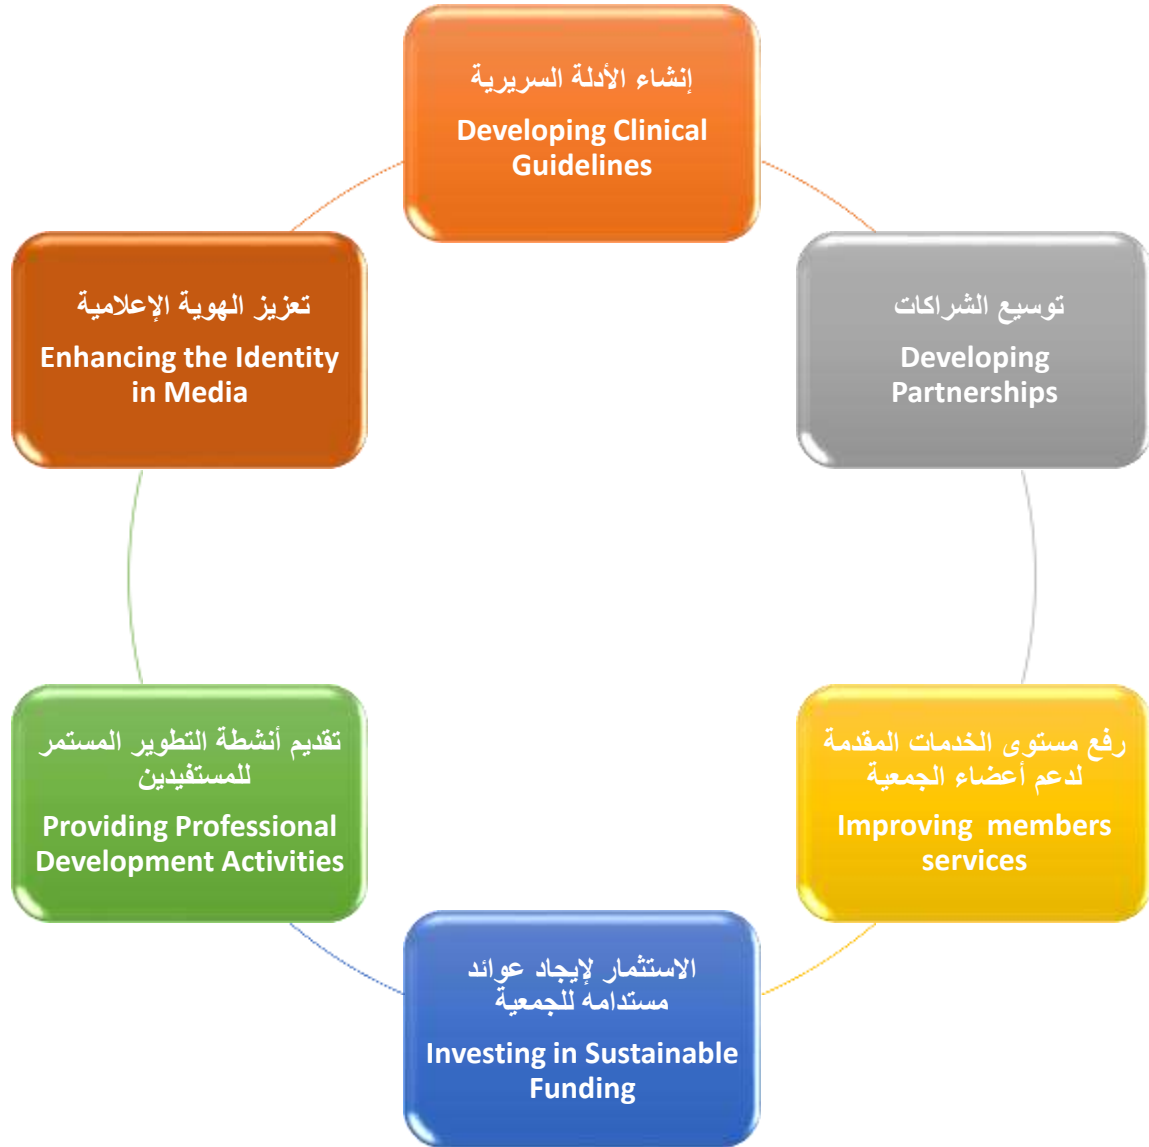 إنشاء الأدلة السريرية
Developing Clinical
Guidelines
توسيع الشراكات
Developing
Partnerships
رفع مستوى الخدمات المقدمة
لدعم أعضاء الجمعية
Improving  members
services
الاستثمار لإيجاد عوائد
مستدامه للجمعية
Investing in Sustainable
Funding
تقديم أنشطة التطوير المستمر
للمستفيدين
Providing Professional
Development Activities
تعزيز الهوية الإعلامية
Enhancing the Identity
in Media